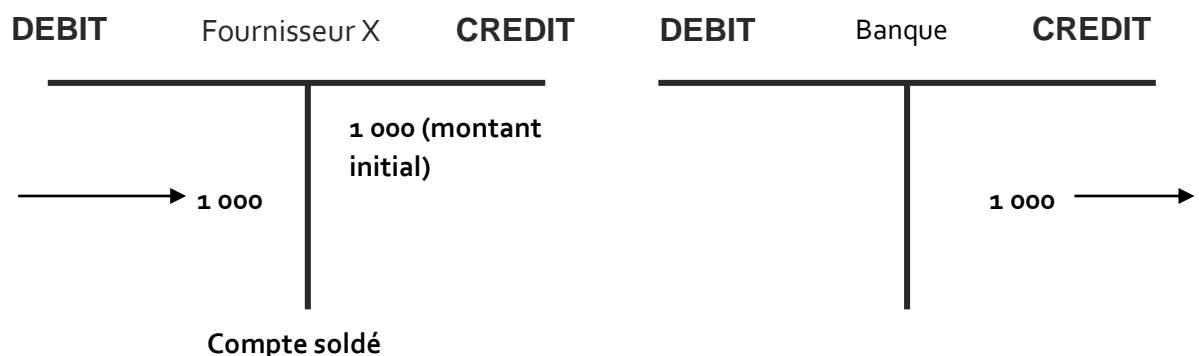 DEBIT Fournisseur X CREDIT DEBIT Banque CREDIT
1 000 (montant
initial)
1 000 1 000
Compte soldé